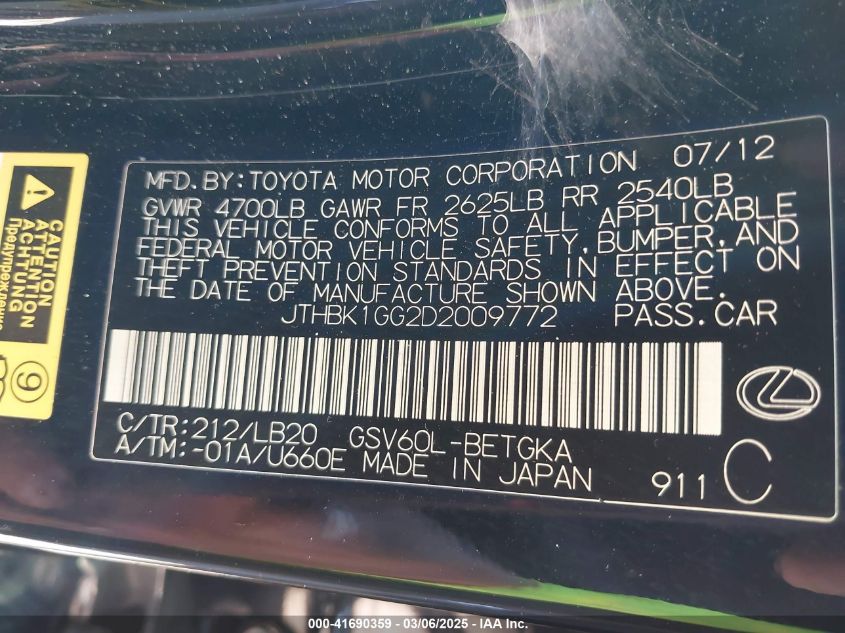 MFD.BY:TOYOTA MOTOR CORPORATION 07/12
GVWR 4700LB GAWR FR 2625LB RR 2540LB
THIS VEHICLE CONFORMS TO ALL APPLICABLE
FEDERAL MOTOR VEHICLE SAFETY,BUMPER,AND
THEFT PREVENTION STANDARDS IN EFFECT ON
THE DATE OF MANUFACTURE SHOWN ABOVE.
JTHBK1GG2D2009772 PASS.CAR
C/TR:212/LB20 GSV60L-BETGKA
A/TM:-01A/U660E MADE IN JAPAN
911 C
CAUTION
ATTENTION
ACHTUNG
Предупреждение
9
000-41690359 - 03/06/2025 - IAA Inc.